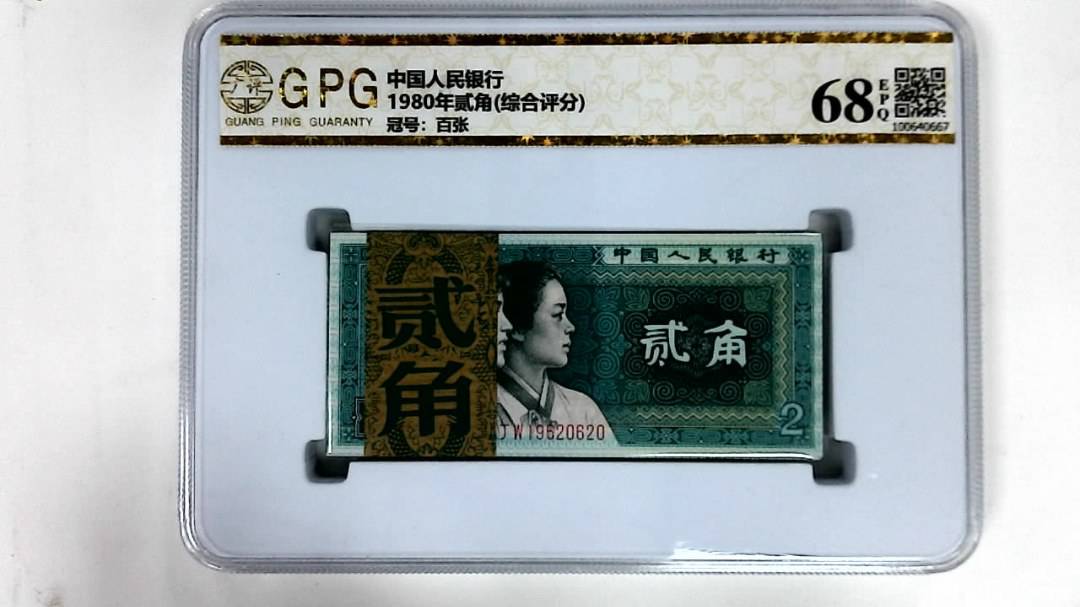 广评
GPG
GUANG PING GUARANTY
中国人民银行
1980年贰角(综合评分)
冠号：百张
68
EPQ
100640667
贰角
中国人民银行
贰角
JW19620620
2